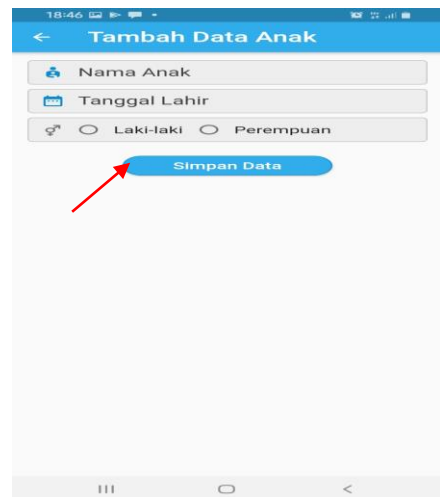 18:46
Tambah Data Anak
Nama Anak
Tanggal Lahir
Laki-laki Perempuan
Simpan Data